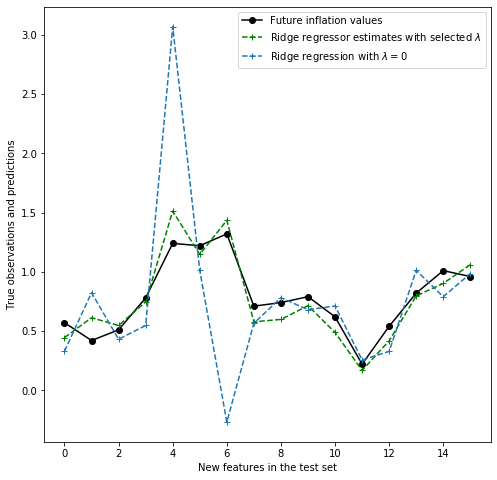 Future inflation values
Ridge regressor estimates with selected λ
Ridge regression with λ = 0
True observations and predictions
3.0
2.5
2.0
1.5
1.0
0.5
0.0
0 2 4 6 8 10 12 14
New features in the test set